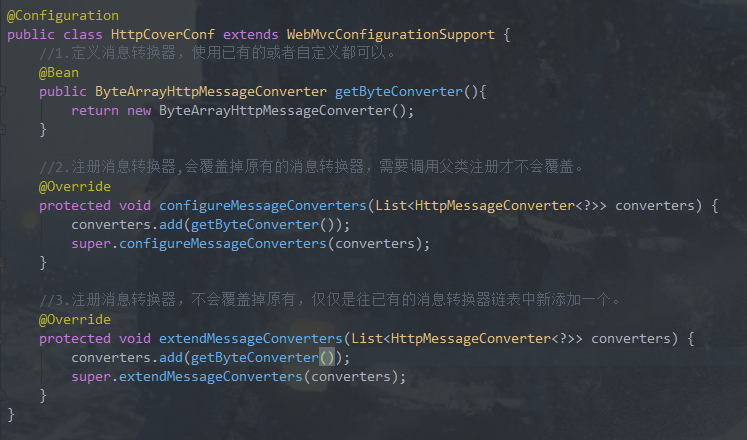 @Configuration
public class HttpCoverConf extends WebMvcConfigurationSupport {
//1.定义消息转换器，使用已有的或者自定义都可以。
@Bean
public ByteArrayHttpMessageConverter getByteConverter(){
return new ByteArrayHttpMessageConverter();
}
//2.注册消息转换器,会覆盖掉原有的消息转换器，需要调用父类注册才不会覆盖。
@Override
protected void configureMessageConverters(List<HttpMessageConverter<?>> converters) {
converters.add(getByteConverter());
super.configureMessageConverters(converters);
}
//3.注册消息转换器，不会覆盖掉原有，仅仅是往已有的消息转换器链表中新添加一个。
@Override
protected void extendMessageConverters(List<HttpMessageConverter<?>> converters) {
converters.add(getByteConverter());
super.extendMessageConverters(converters);
}
}